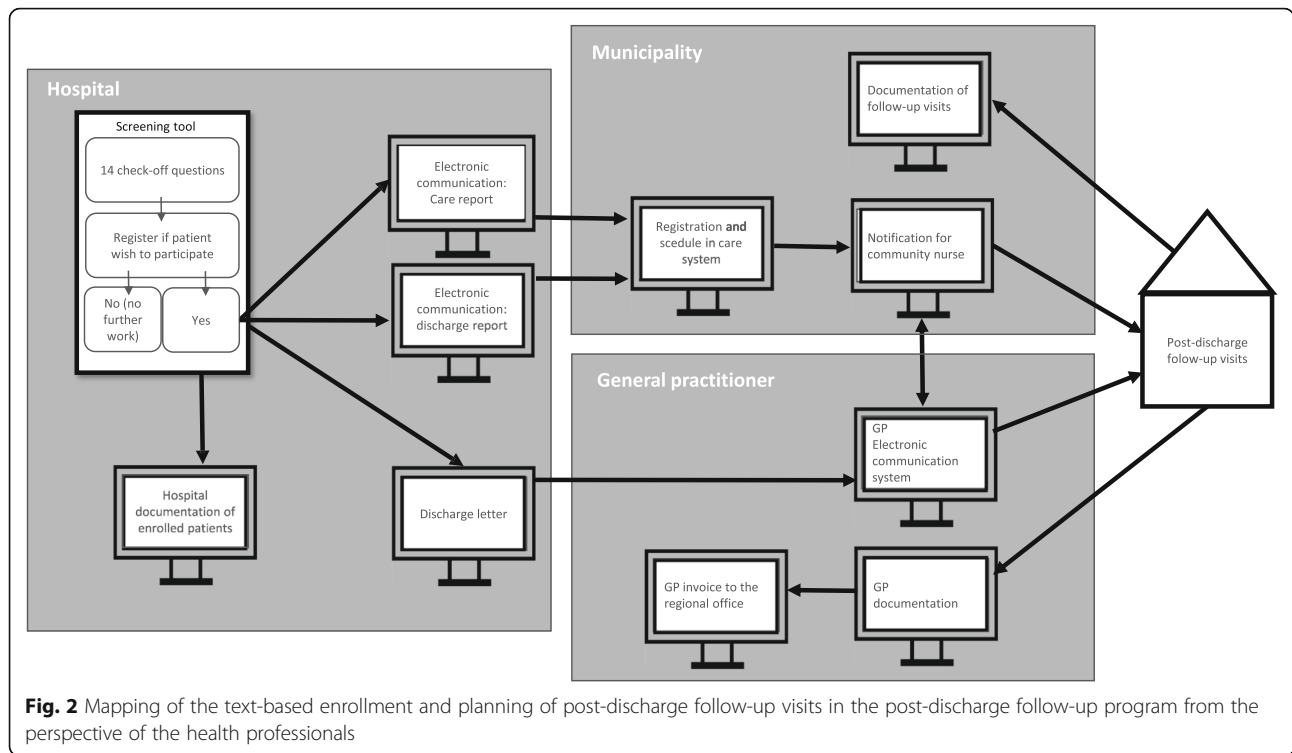 Hospital
Screening tool
14 check-off questions
Register if patient
wish to participate
No (no
further
work)
Yes
Hospital
documentation of
enrolled patients
Electronic
communication:
Care report
Electronic
communication:
discharge report
Discharge letter
Municipality
Documentation of
follow-up visits
Registration and
scedule in care
system
Notification for
community nurse
General practitioner
GP
Electronic
communication
system
GP invoice to the
regional office
GP
documentation
Post-discharge
folow-up visits
Fig. 2 Mapping of the text-based enrollment and planning of post-discharge follow-up visits in the post-discharge follow-up program from the
perspective of the health professionals